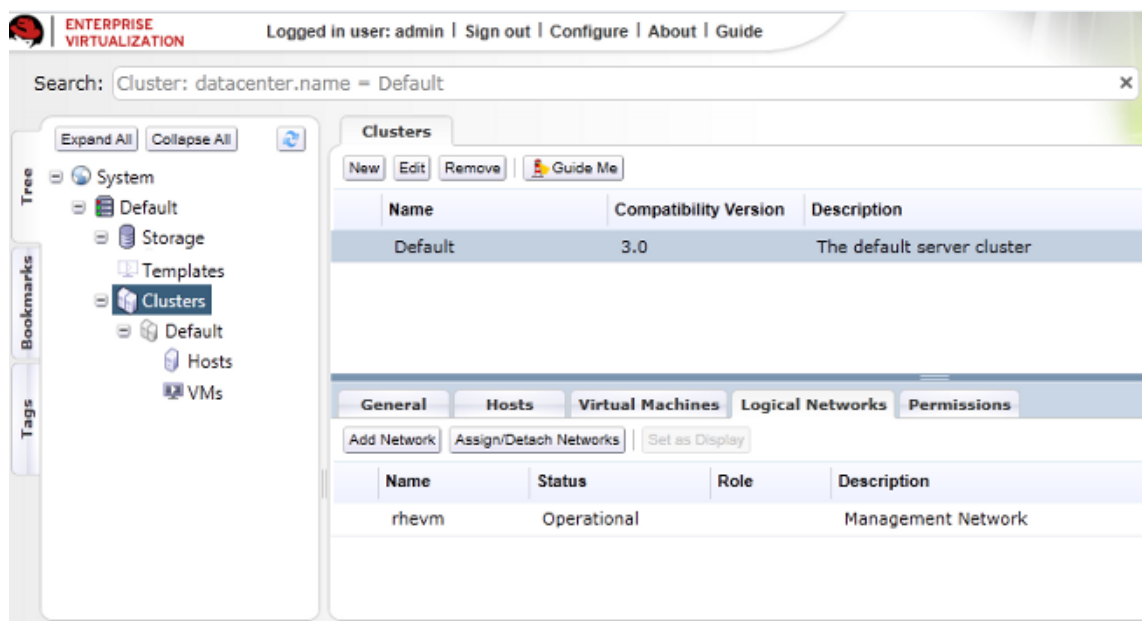 ENTERPRISE
VIRTUALIZATION
Logged in user: admin | Sign out | Configure | About | Guide
Search: Cluster: datacenter.name = Default x
Tree
Bookmarks
Tags
Expand All Collapse All
System
Default
Storage
Templates
Clusters
Default
Hosts
VMs
Clusters
New Edit Remove Guide Me
Name Compatibility Version Description
Default 3.0 The default server cluster
General Hosts Virtual Machines Logical Networks Permissions
Add Network Assign/Detach Networks Set as Display
Name Status Role Description
rhevm Operational Management Network